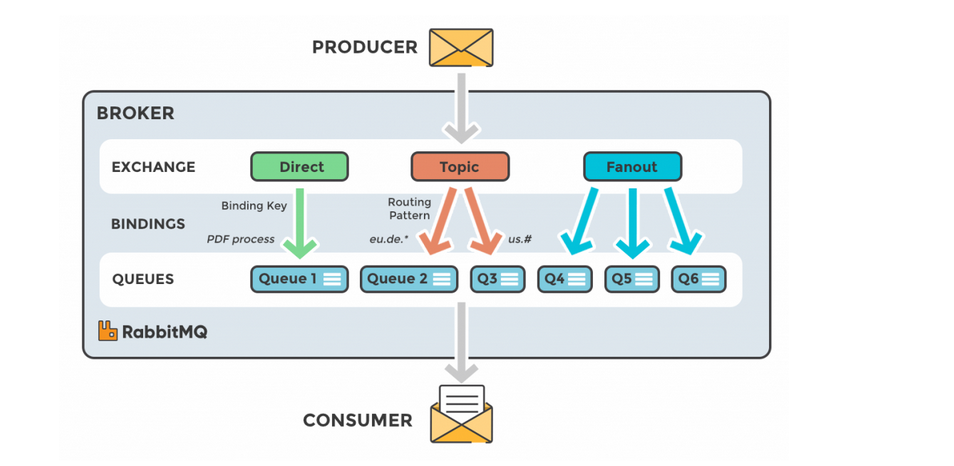 PRODUCER
BROKER
EXCHANGE
Direct
Topic
Fanout
BINDINGS
Binding Key
PDF process
Routing
Pattern
eu.de.*
us.#
QUEUES
Queue 1
Queue 2
Q3
Q4
Q5
Q6
RabbitMQ
CONSUMER